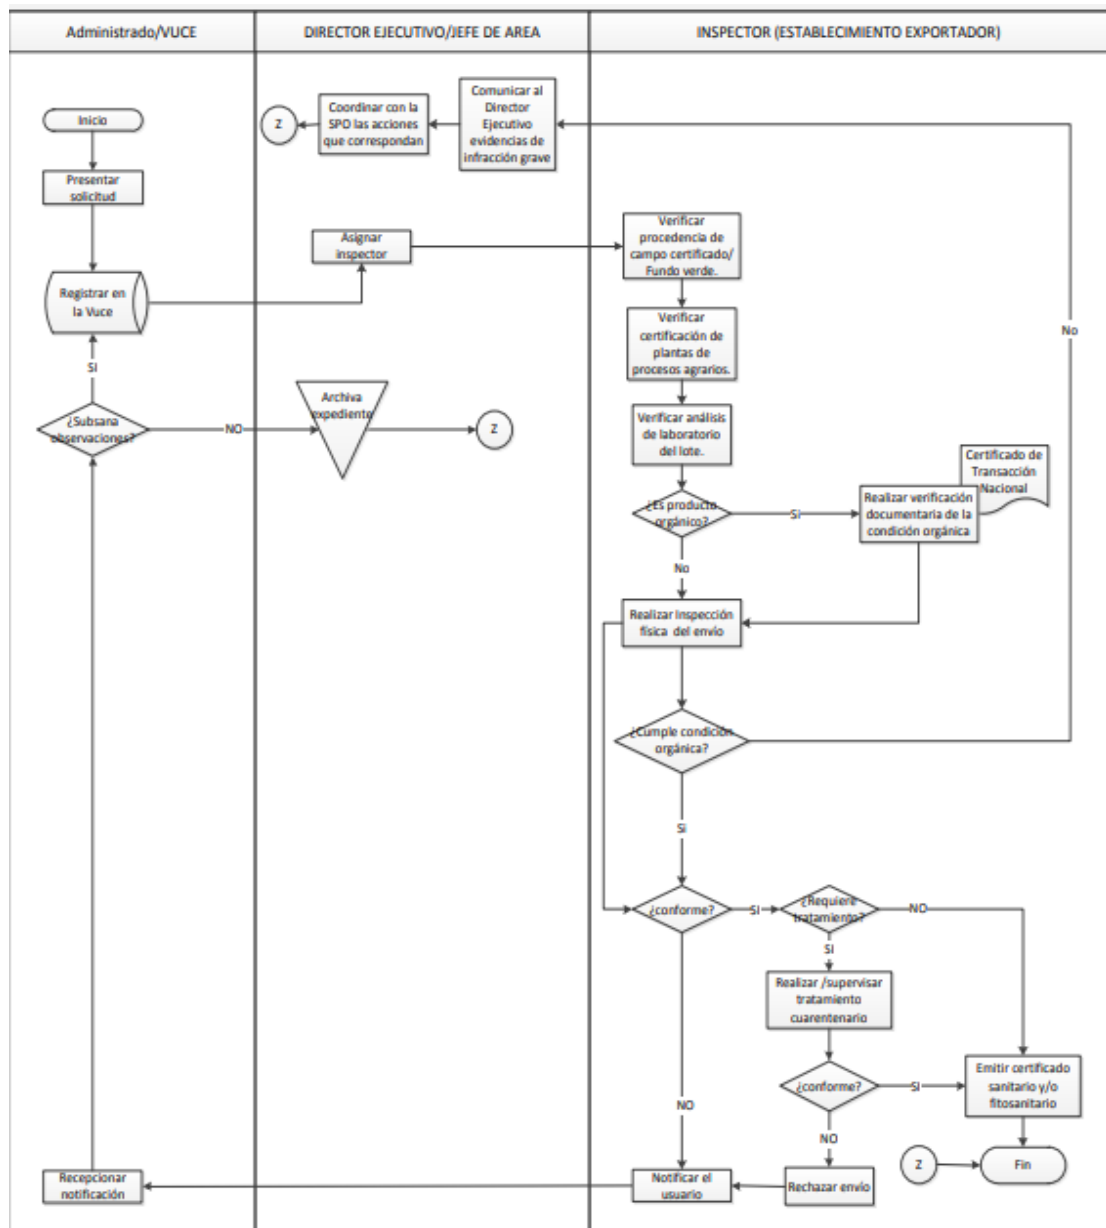 Administrado/VUCE
DIRECTOR EJECUTIVO/JEFE DE AREA
INSPECTOR (ESTABLECIMIENTO EXPORTADOR)
Inicio
Presentar
solicitud
Registrar en
la Vuce
SI
¿Subsana
observaciones?
NO
Recepcionar
notificación
Z
Coordinar con la
SPO las acciones
que correspondan
Comunicar al
Director
Ejecutivo
evidencias de
infracción grave
Asignar
inspector
Archiva
expediente
Z
Verificar
procedencia de
campo certificado/
Fundo verde.
Verificar
certificación de
plantas de
procesos agrarios.
Verificar análisis
de laboratorio
del lote.
¿Es producto
orgánico?
Si
Certificado de
Transacción
Nacional
Realizar verificación
documentaria de la
condición orgánica
No
No
Realizar Inspección
física del envío
¿Cumple condición
orgánica?
Si
¿conforme?
SI
¿Requiere
tratamiento?
NO
SI
Realizar /supervisar
tratamiento
cuarentenario
¿conforme?
SI
Emitir certificado
sanitario y/o
fitosanitario
NO
NO
Notificar el
usuario
Rechazar envío
Z
Fin